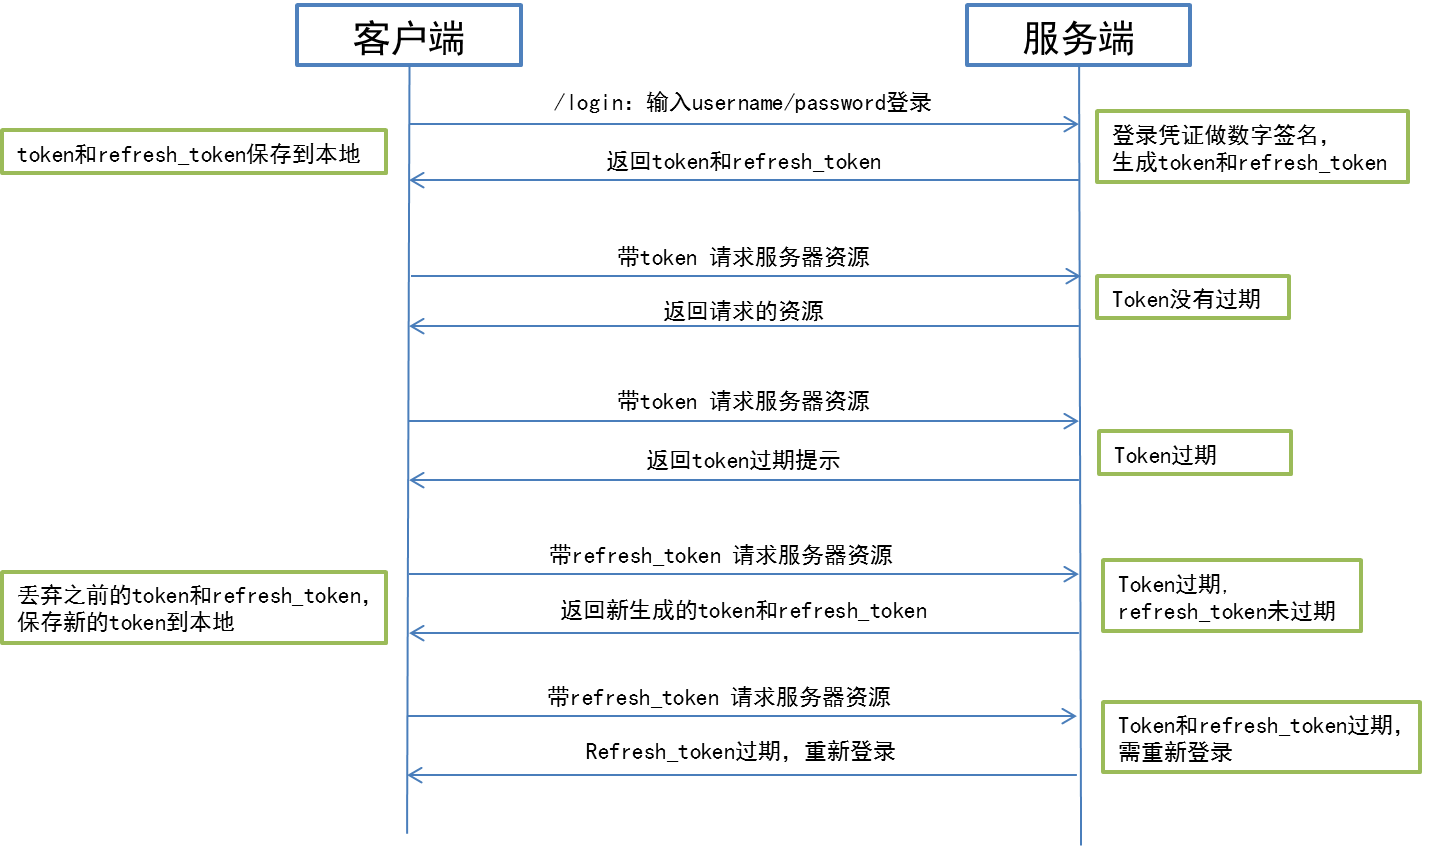 客户端
服务端
/login：输入username/password登录
登录凭证做数字签名，
生成token和refresh_token
token和refresh_token保存到本地
返回token和refresh_token
带token 请求服务器资源
Token没有过期
返回请求的资源
带token 请求服务器资源
Token过期
返回token过期提示
带refresh_token 请求服务器资源
Token过期，
refresh_token未过期
丢弃之前的token和refresh_token，
保存新的token到本地
返回新生成的token和refresh_token
带refresh_token 请求服务器资源
Token和refresh_token过期，
需重新登录
Refresh_token过期，重新登录